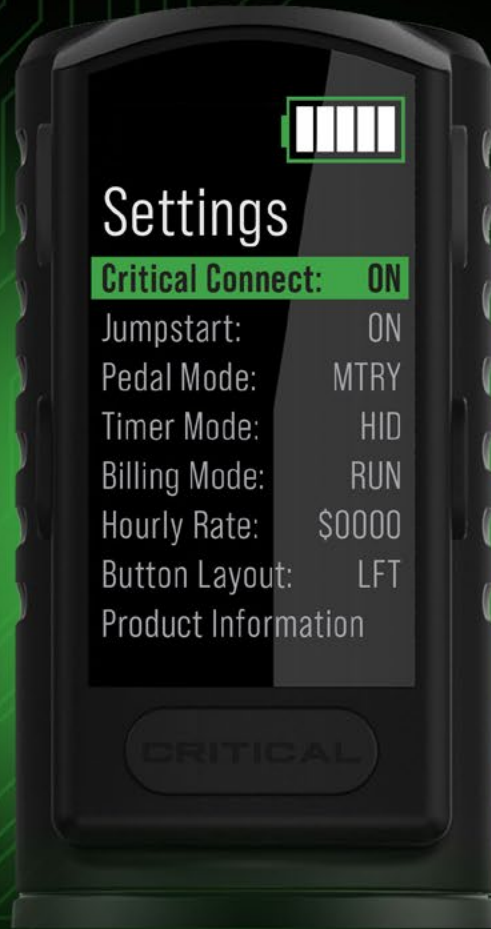 Settings
Critical Connect: ON
Jumpstart: ON
Pedal Mode: MTRY
Timer Mode: HID
Billing Mode: RUN
Hourly Rate: $0000
Button Layout: LFT
Product Information
CRITICAL